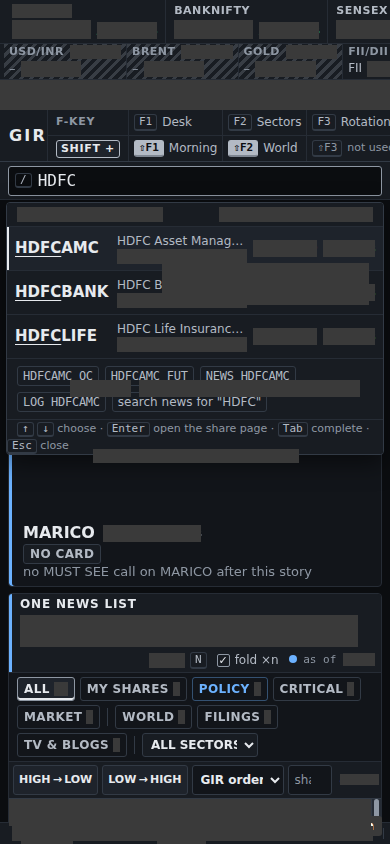 BANKNIFTY SENSEX
USD/INR BRENT GOLD FII/DII
– – – FII
F-KEY F1 Desk F2 Sectors F3 Rotation
GIR
SHIFT + ⇧F1 Morning ⇧F2 World ⇧F3 not used
/ HDFC
HDFCAMC HDFC Asset Manag…
HDFCBANK HDFC B
HDFCLIFE HDFC Life Insuranc…
HDFCAMC OC HDFCAMC FUT NEWS HDFCAMC
LOG HDFCAMC search news for "HDFC"
↑ ↓ choose · Enter open the share page · Tab complete ·
Esc close
MARICO
NO CARD
no MUST SEE call on MARICO after this story
ONE NEWS LIST
N fold ×n as of
ALL MY SHARES POLICY CRITICAL
MARKET WORLD FILINGS
TV & BLOGS ALL SECTORS
HIGH→LOW LOW→HIGH GIR order sha